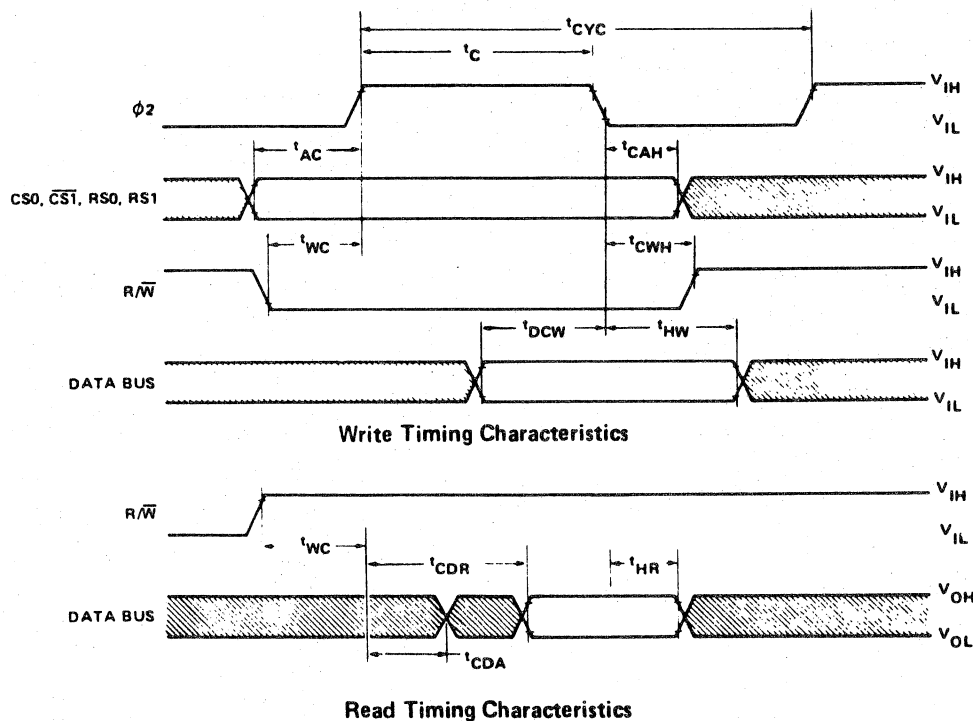 tCYC
tC
φ2
VIH
VIL
tAC
tCAH
CS0, C̅S̅1̅, RS0, RS1
VIH
VIL
tWC
tCWH
R/W̅
VIH
VIL
tDCW
tHW
DATA BUS
VIH
VIL
Write Timing Characteristics
R/W̅
VIH
VIL
tWC
tCDR
tHR
DATA BUS
VOH
VOL
tCDA
Read Timing Characteristics